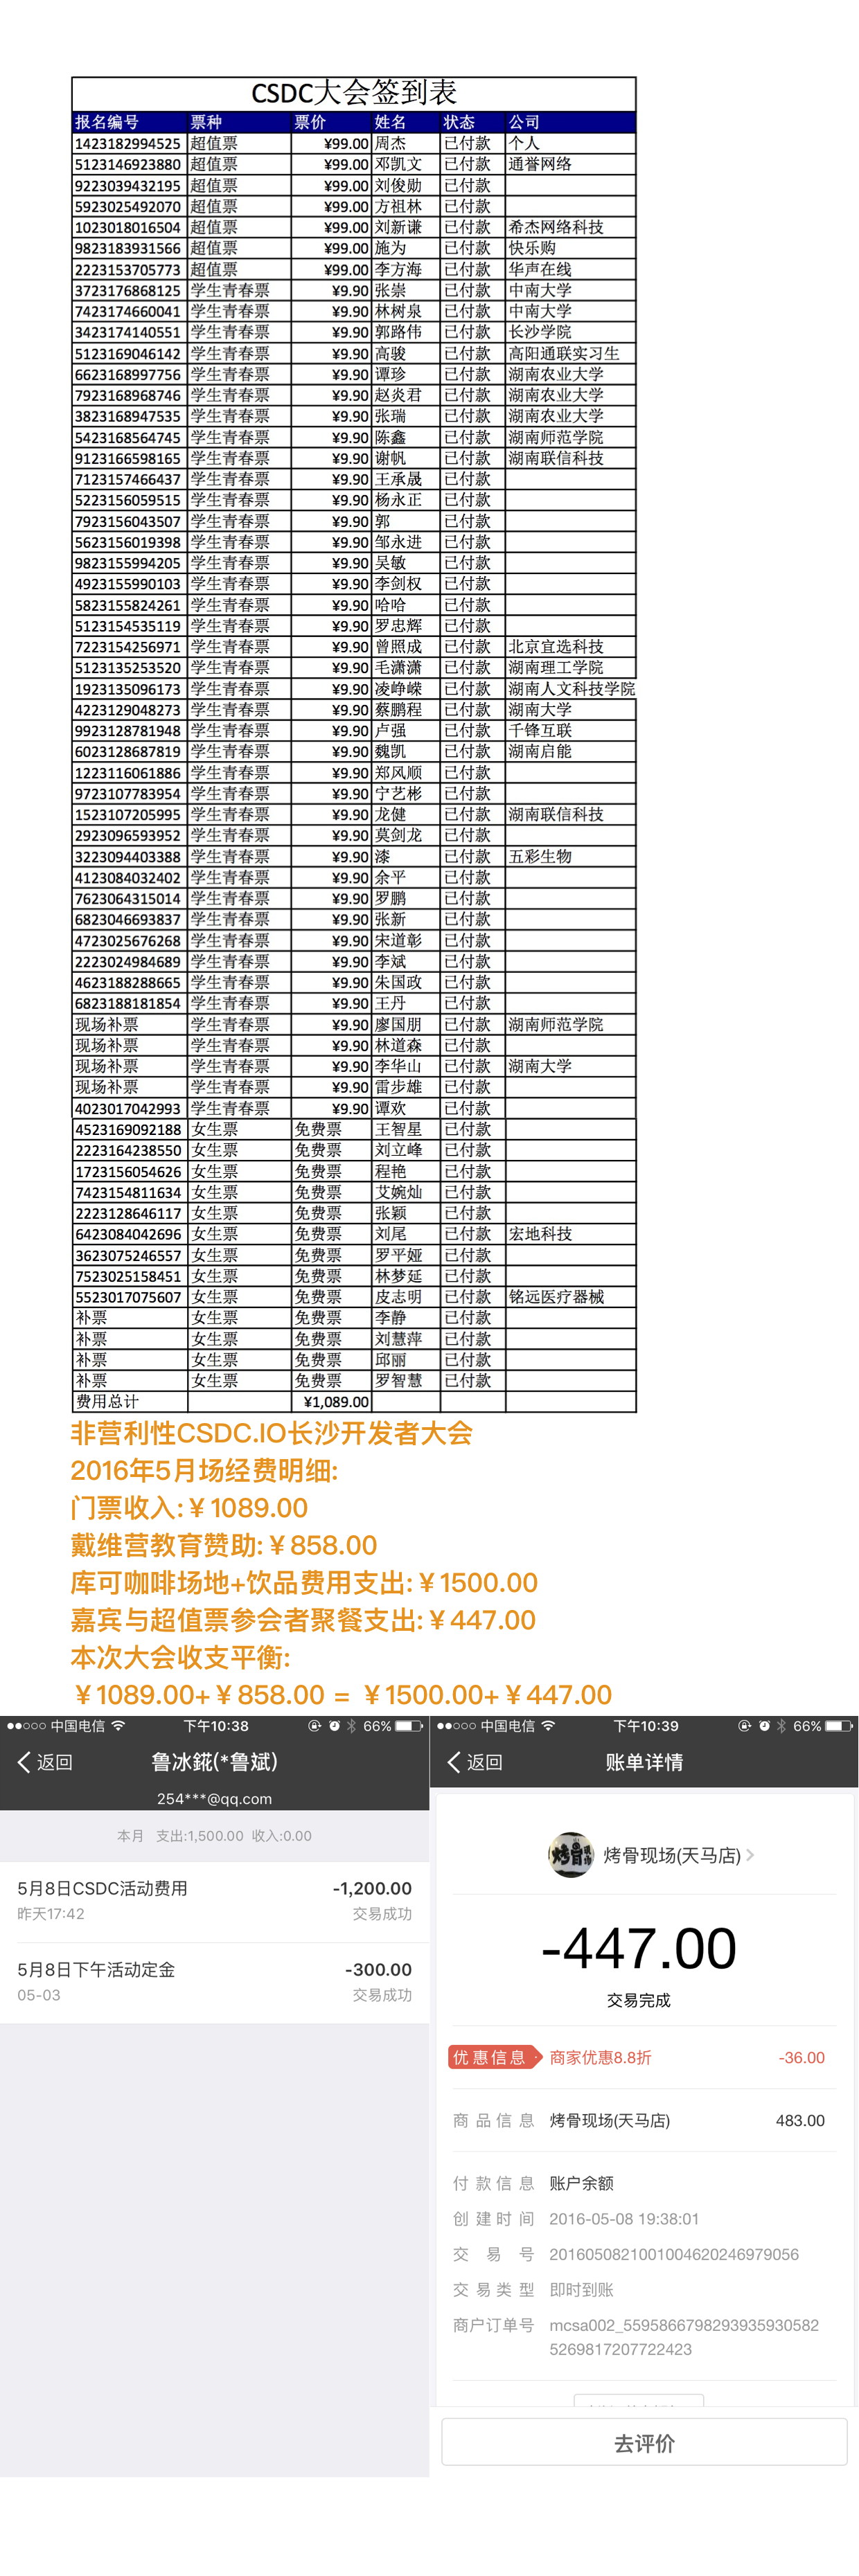 CSDC大会签到表
报名编号 票种 票价 姓名 状态 公司
1423182994525 超值票 ¥99.00 周杰 已付款 个人
5123146923880 超值票 ¥99.00 邓凯文 已付款 通誉网络
9223039432195 超值票 ¥99.00 刘俊勋 已付款
5923025492070 超值票 ¥99.00 方祖林 已付款
1023018016504 超值票 ¥99.00 刘新谦 已付款 希杰网络科技
9823183931566 超值票 ¥99.00 施为 已付款 快乐购
2223153705773 超值票 ¥99.00 李方海 已付款 华声在线
3723176868125 学生青春票 ¥9.90 张崇 已付款 中南大学
7423174660041 学生青春票 ¥9.90 林树泉 已付款 中南大学
3423174140551 学生青春票 ¥9.90 郭路伟 已付款 长沙学院
5123169046142 学生青春票 ¥9.90 高骏 已付款 高阳通联实习生
6623168997756 学生青春票 ¥9.90 谭珍 已付款 湖南农业大学
7923168968746 学生青春票 ¥9.90 赵炎君 已付款 湖南农业大学
3823168947535 学生青春票 ¥9.90 张瑞 已付款 湖南农业大学
5423168564745 学生青春票 ¥9.90 陈鑫 已付款 湖南师范学院
9123166598165 学生青春票 ¥9.90 谢帆 已付款 湖南联信科技
7123157466437 学生青春票 ¥9.90 王承晟 已付款
5223156059515 学生青春票 ¥9.90 杨永正 已付款
7923156043507 学生青春票 ¥9.90 郭 已付款
5623156019398 学生青春票 ¥9.90 邹永进 已付款
9823155994205 学生青春票 ¥9.90 吴敏 已付款
4923155990103 学生青春票 ¥9.90 李剑权 已付款
5823155824261 学生青春票 ¥9.90 哈哈 已付款
5123154535119 学生青春票 ¥9.90 罗忠辉 已付款
7223154256971 学生青春票 ¥9.90 曾照成 已付款 北京宜选科技
5123135253520 学生青春票 ¥9.90 毛潇潇 已付款 湖南理工学院
1923135096173 学生青春票 ¥9.90 凌峥嵘 已付款 湖南人文科技学院
4223129048273 学生青春票 ¥9.90 蔡鹏程 已付款 湖南大学
9923128781948 学生青春票 ¥9.90 卢强 已付款 千锋互联
6023128687819 学生青春票 ¥9.90 魏凯 已付款 湖南启能
1223116061886 学生青春票 ¥9.90 郑风顺 已付款
9723107783954 学生青春票 ¥9.90 宁艺彬 已付款
1523107205995 学生青春票 ¥9.90 龙健 已付款 湖南联信科技
2923096593952 学生青春票 ¥9.90 莫剑龙 已付款
3223094403388 学生青春票 ¥9.90 漆 已付款 五彩生物
4123084032402 学生青春票 ¥9.90 余平 已付款
7623064315014 学生青春票 ¥9.90 罗鹏 已付款
6823046693837 学生青春票 ¥9.90 张新 已付款
4723025676268 学生青春票 ¥9.90 宋道彰 已付款
2223024984689 学生青春票 ¥9.90 李斌 已付款
4623188288665 学生青春票 ¥9.90 朱国政 已付款
6823188181854 学生青春票 ¥9.90 王丹 已付款
现场补票 学生青春票 ¥9.90 廖国朋 已付款 湖南师范学院
现场补票 学生青春票 ¥9.90 林道森 已付款
现场补票 学生青春票 ¥9.90 李华山 已付款 湖南大学
现场补票 学生青春票 ¥9.90 雷步雄 已付款
4023017042993 学生青春票 ¥9.90 谭欢 已付款
4523169092188 女生票 免费票 王智星 已付款
2223164238550 女生票 免费票 刘立峰 已付款
1723156054626 女生票 免费票 程艳 已付款
7423154811634 女生票 免费票 艾婉灿 已付款
2223128646117 女生票 免费票 张颖 已付款
6423084042696 女生票 免费票 刘尾 已付款 宏地科技
3623075246557 女生票 免费票 罗平娅 已付款
7523025158451 女生票 免费票 林梦延 已付款
5523017075607 女生票 免费票 皮志明 已付款 铭远医疗器械
补票 女生票 免费票 李静 已付款
补票 女生票 免费票 刘慧萍 已付款
补票 女生票 免费票 邱丽 已付款
补票 女生票 免费票 罗智慧 已付款
费用总计 ¥1,089.00
非营利性CSDC.IO长沙开发者大会
2016年5月场经费明细:
门票收入:¥1089.00
戴维营教育赞助:¥858.00
库可咖啡场地+饮品费用支出:¥1500.00
嘉宾与超值票参会者聚餐支出:¥447.00
本次大会收支平衡:
¥1089.00+¥858.00 = ¥1500.00+¥447.00
中国电信 下午10:38 66%
返回 鲁冰錓(*鲁斌)
254***@qq.com
本月 支出:1,500.00 收入:0.00
5月8日CSDC活动费用 -1,200.00
昨天17:42 交易成功
5月8日下午活动定金 -300.00
05-03 交易成功
中国电信 下午10:39 66%
返回 账单详情
烤骨现场(天马店)
-447.00
交易完成
优惠信息 商家优惠8.8折 -36.00
商品信息 烤骨现场(天马店) 483.00
付款信息 账户余额
创建时间 2016-05-08 19:38:01
交易号 2016050821001004620246979056
交易类型 即时到账
商户订单号 mcsa002_5595866798293935930582
5269817207722423
去评价